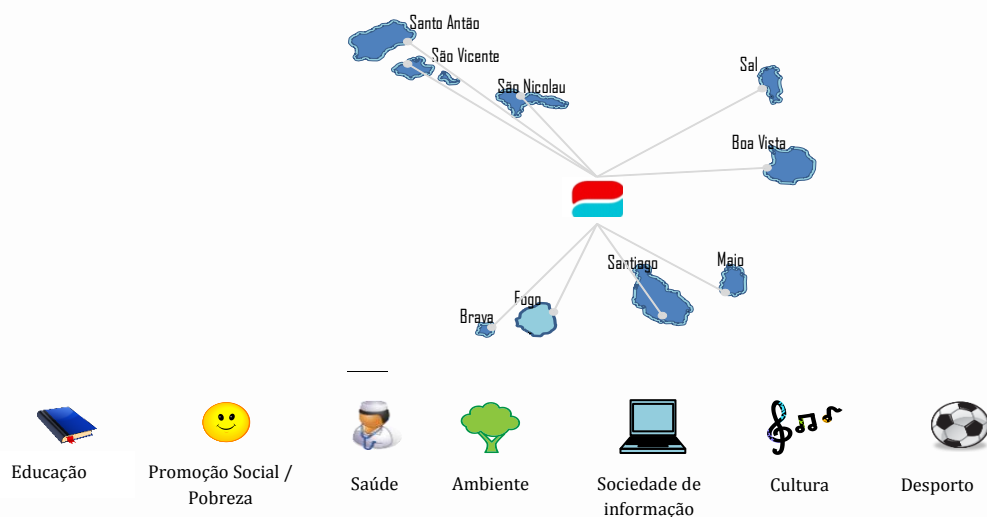 Santo Antão
São Vicente
São Nicolau
Sal
Boa Vista
Santiago
Maio
Fogo
Brava
Educação
Promoção Social /
Pobreza
Saúde
Ambiente
Sociedade de
informação
Cultura
Desporto